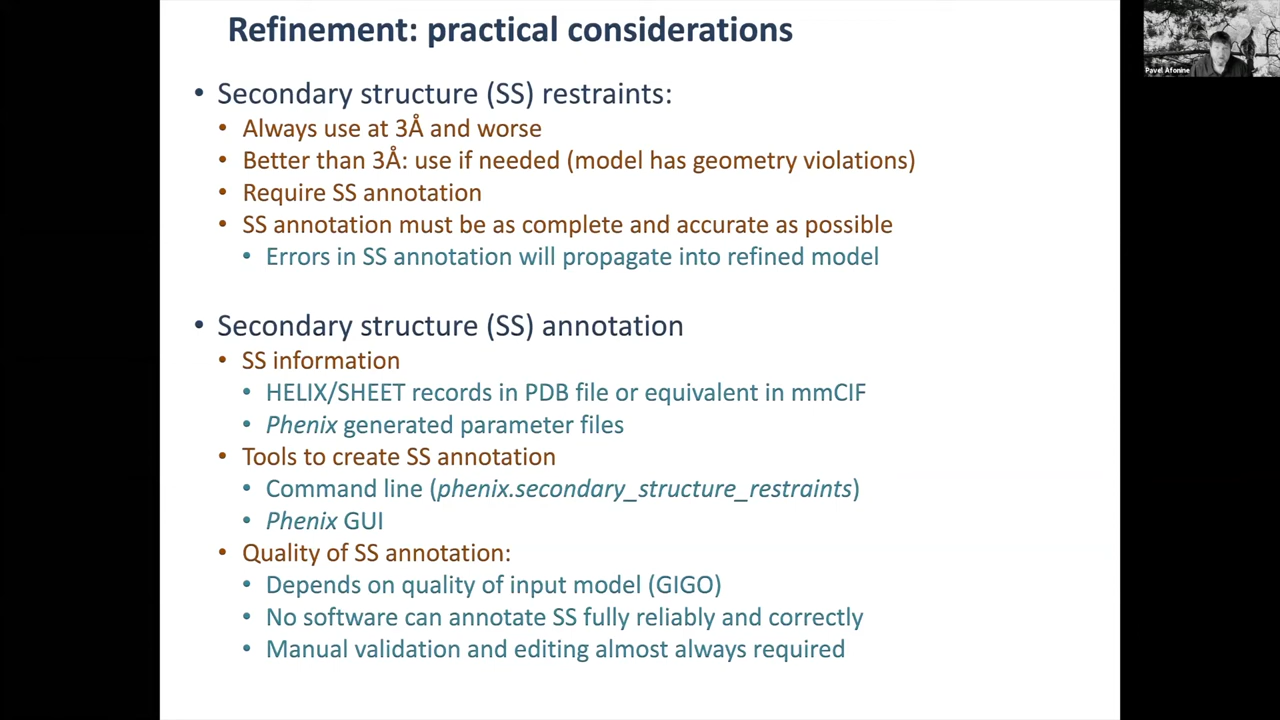 Refinement: practical considerations
Pavel Afonine
• Secondary structure (SS) restraints:
• Always use at 3Å and worse
• Better than 3Å: use if needed (model has geometry violations)
• Require SS annotation
• SS annotation must be as complete and accurate as possible
• Errors in SS annotation will propagate into refined model
• Secondary structure (SS) annotation
• SS information
• HELIX/SHEET records in PDB file or equivalent in mmCIF
• Phenix generated parameter files
• Tools to create SS annotation
• Command line (phenix.secondary_structure_restraints)
• Phenix GUI
• Quality of SS annotation:
• Depends on quality of input model (GIGO)
• No software can annotate SS fully reliably and correctly
• Manual validation and editing almost always required